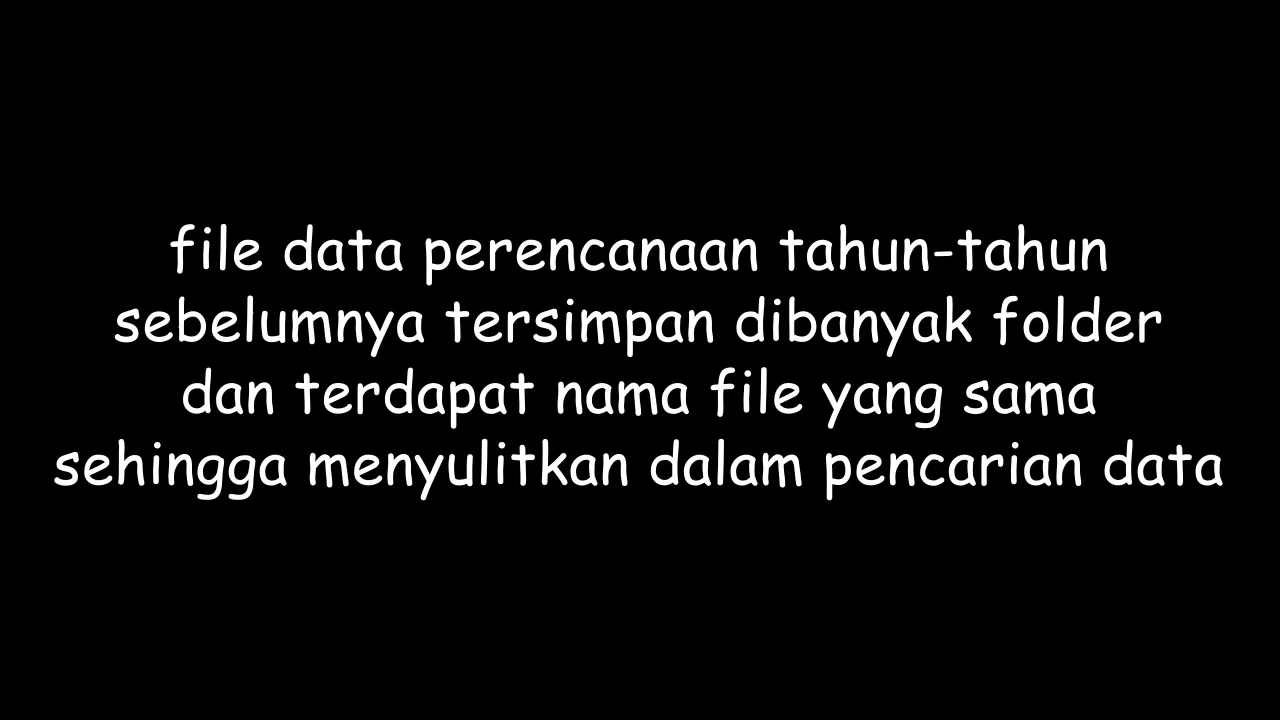 file data perencanaan tahun-tahun
sebelumnya tersimpan dibanyak folder
dan terdapat nama file yang sama
sehingga menyulitkan dalam pencarian data